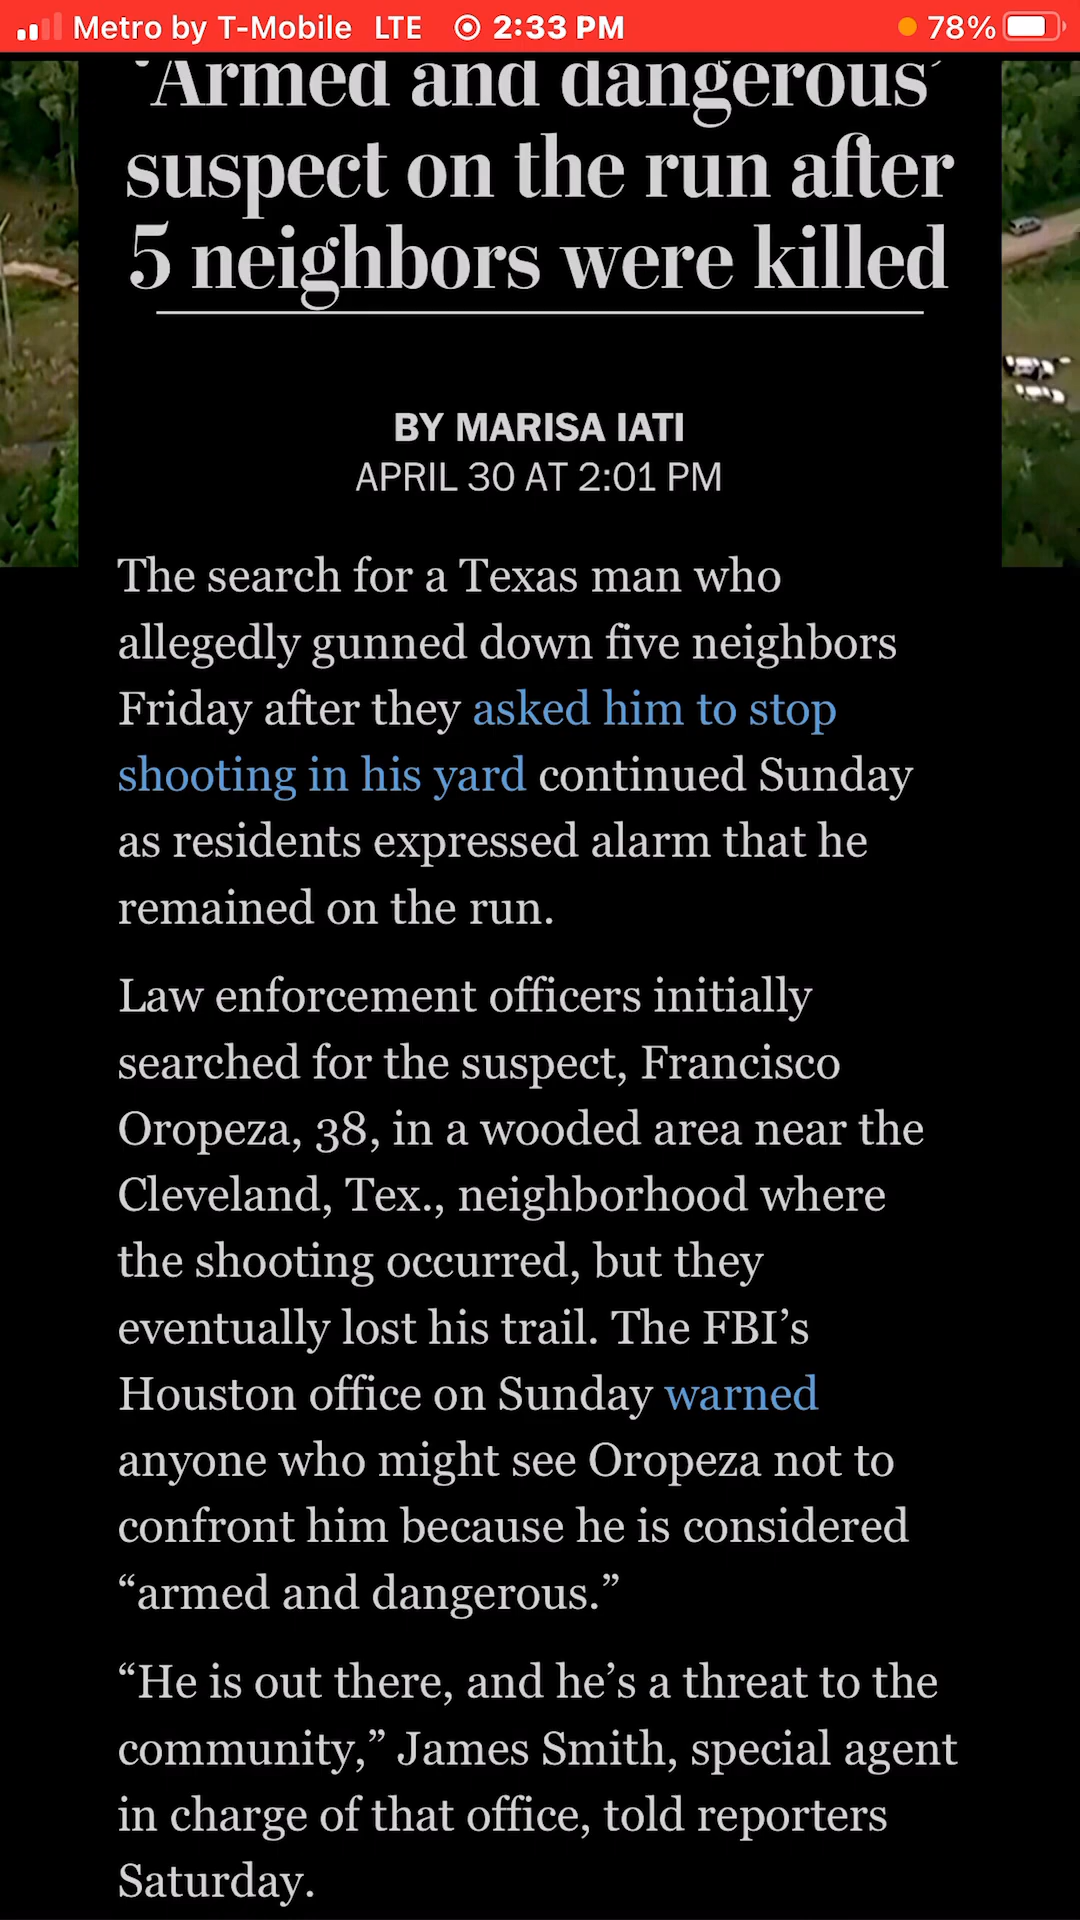 Metro by T-Mobile LTE 2:33 PM 78%
‘Armed and dangerous’
suspect on the run after
5 neighbors were killed
BY MARISA IATI
APRIL 30 AT 2:01 PM
The search for a Texas man who
allegedly gunned down five neighbors
Friday after they asked him to stop
shooting in his yard continued Sunday
as residents expressed alarm that he
remained on the run.
Law enforcement officers initially
searched for the suspect, Francisco
Oropeza, 38, in a wooded area near the
Cleveland, Tex., neighborhood where
the shooting occurred, but they
eventually lost his trail. The FBI’s
Houston office on Sunday warned
anyone who might see Oropeza not to
confront him because he is considered
“armed and dangerous.”
“He is out there, and he’s a threat to the
community,” James Smith, special agent
in charge of that office, told reporters
Saturday.